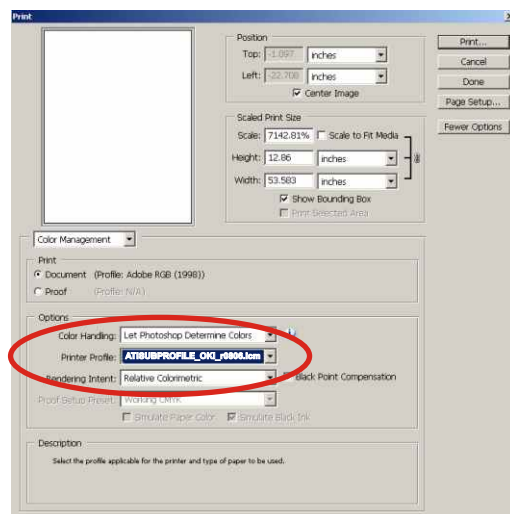 Print
Position
Top: -1.897 inches
Left: -22.708 inches
Center Image
Scaled Print Size
Scale: 7142.81% Scale to Fit Media
Height: 12.86 inches
Width: 53.583 inches
Show Bounding Box
Print Selected Area
Print...
Cancel
Done
Page Setup...
Fewer Options
Color Management
Print
Document (Profile: Adobe RGB (1998))
Proof (Profile: N/A)
Options
Color Handling: Let Photoshop Determine Colors
Printer Profile: ATISUBPROFILE_OKI_r0806.icm
Rendering Intent: Relative Colorimetric Black Point Compensation
Proof Setup Preset: Working CMYK
Simulate Paper Color Simulate Black Ink
Description
Select the profile applicable for the printer and type of paper to be used.